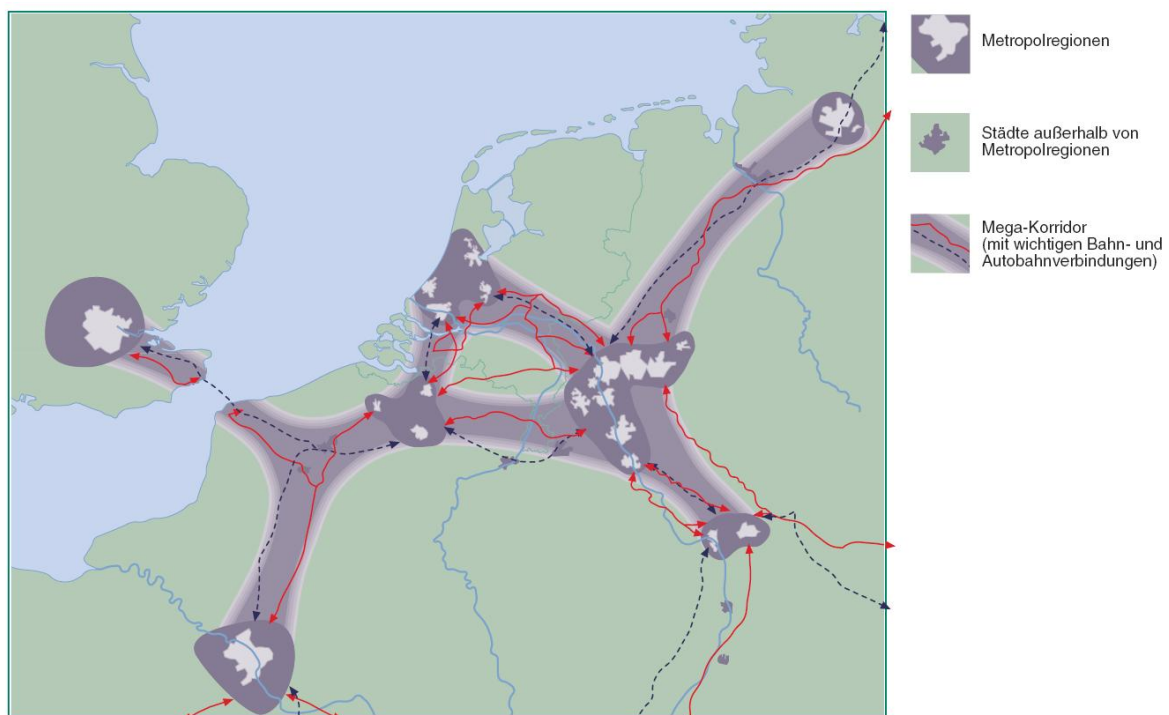 Metropolregionen
Städte außerhalb von
Metropolregionen
Mega-Korridor
(mit wichtigen Bahn- und
Autobahnverbindungen)